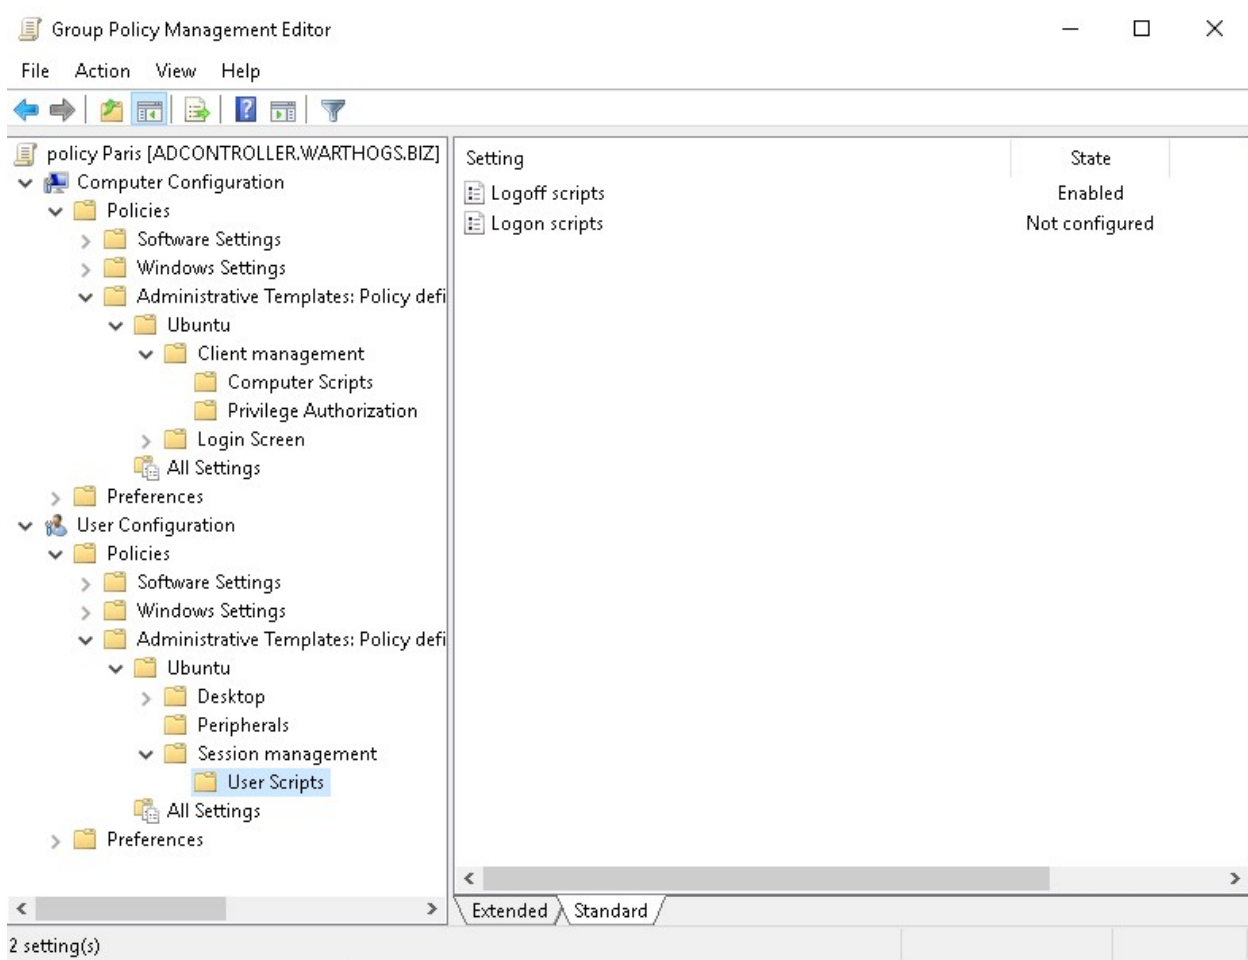 Group Policy Management Editor
File Action View Help
policy Paris [ADCONTROLLER.WARTHOGS.BIZ]
Computer Configuration
Policies
Software Settings
Windows Settings
Administrative Templates: Policy defi
Ubuntu
Client management
Computer Scripts
Privilege Authorization
Login Screen
All Settings
Preferences
User Configuration
Policies
Software Settings
Windows Settings
Administrative Templates: Policy defi
Ubuntu
Desktop
Peripherals
Session management
User Scripts
All Settings
Preferences
Setting State
Logoff scripts Enabled
Logon scripts Not configured
Extended Standard
2 setting(s)